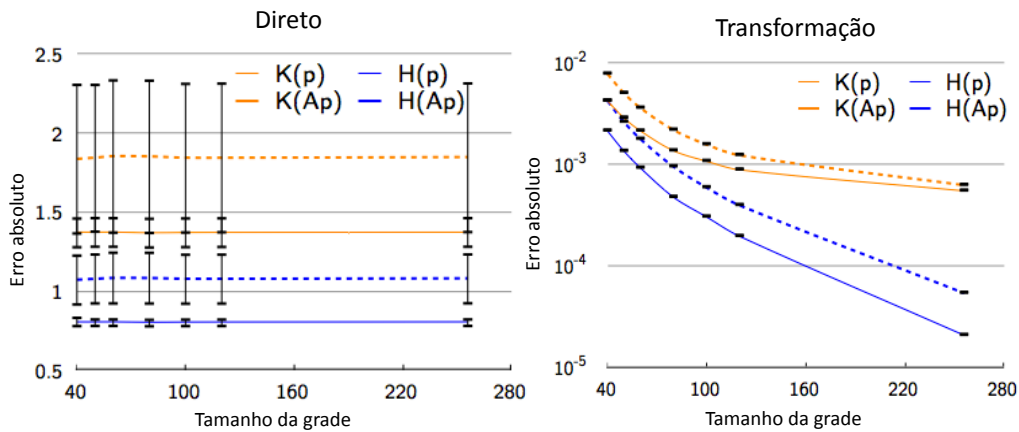 Direto
2.5
2
1.5
1
0.5
K(p) H(p)
K(Ap) H(Ap)
Erro absoluto
40 100 160 220 280
Tamanho da grade
Transformação
10^-2
10^-3
10^-4
10^-5
K(p) H(p)
K(Ap) H(Ap)
Erro absoluto
40 100 160 220 280
Tamanho da grade